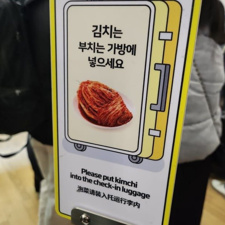 김치는
부치는 가방에
넣으세요
Please put kimchi
into the check-in luggage
泡菜请装入托运行李内